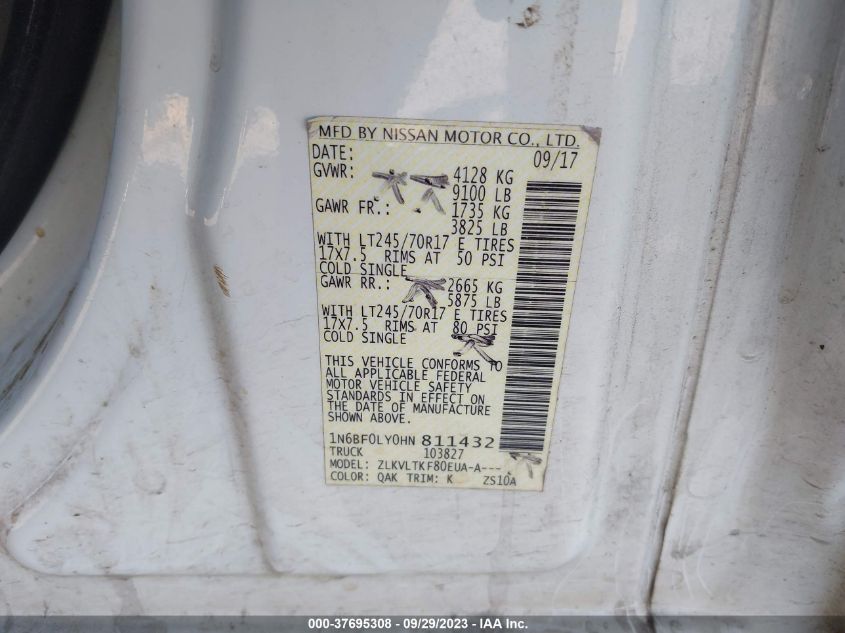 MFD BY NISSAN MOTOR CO., LTD.
DATE: 09/17
GVWR: 4128 KG
9100 LB
GAWR FR.: 1735 KG
3825 LB
WITH LT245/70R17 E TIRES
17X7.5 RIMS AT 50 PSI
COLD SINGLE
GAWR RR.: 2665 KG
5875 LB
WITH LT245/70R17 E TIRES
17X7.5 RIMS AT 80 PSI
COLD SINGLE
THIS VEHICLE CONFORMS TO
ALL APPLICABLE FEDERAL
MOTOR VEHICLE SAFETY
STANDARDS IN EFFECT ON
THE DATE OF MANUFACTURE
SHOWN ABOVE.
1N6BF0LY0HN 811432
TRUCK 103827
MODEL: ZLKVLTKF80EUA-A---
COLOR: QAK TRIM: K ZS10A
000-37695308 - 09/29/2023 - IAA Inc.